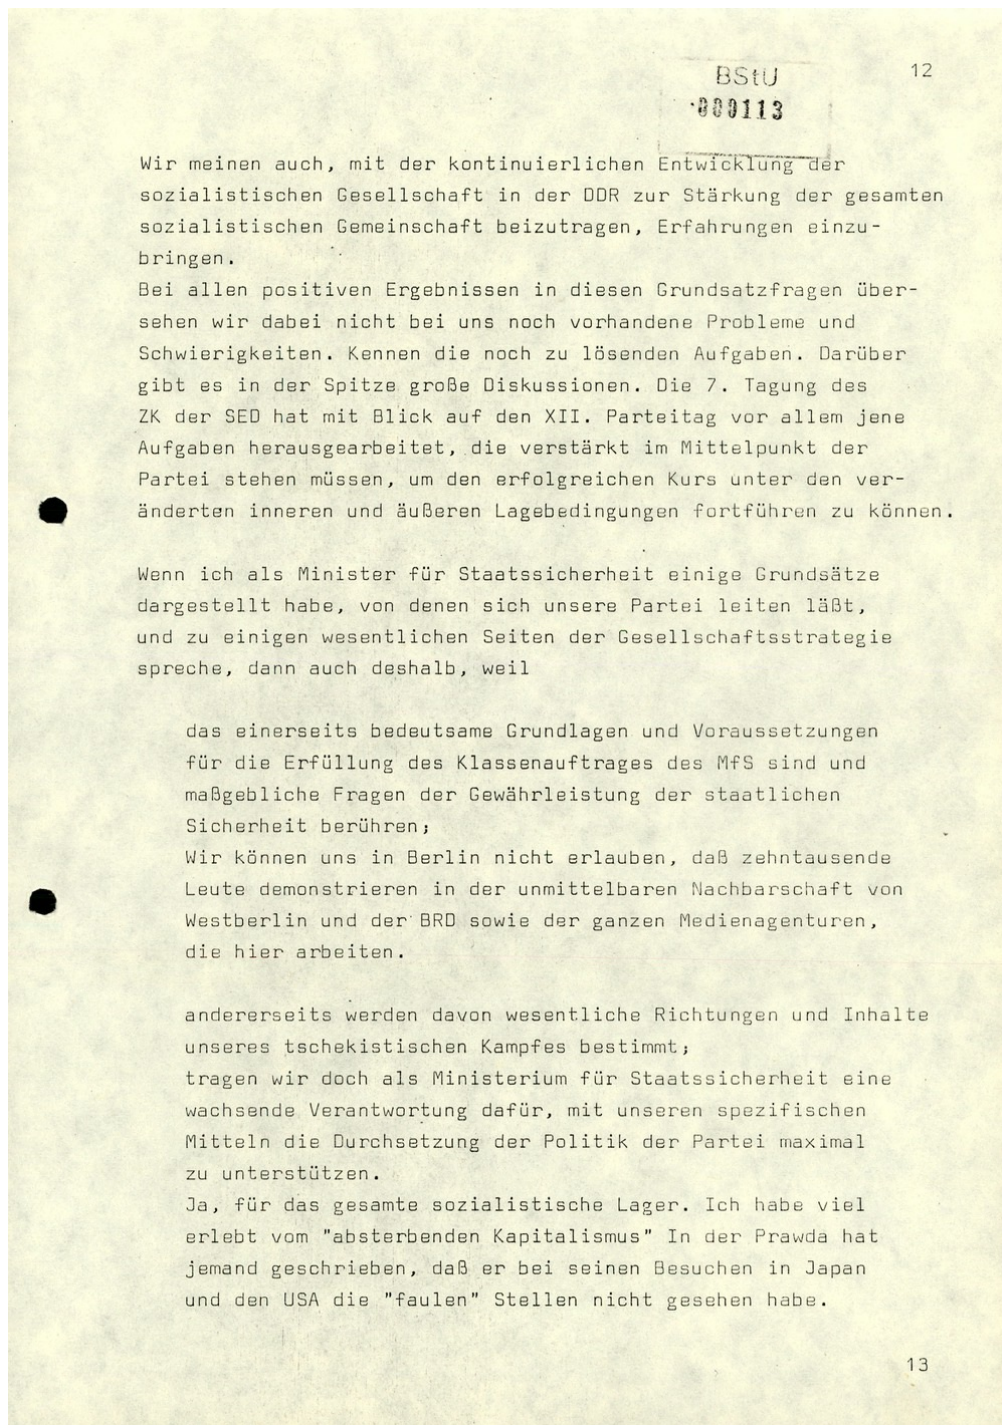 12
BStU
000113
Wir meinen auch, mit der kontinuierlichen Entwicklung der
sozialistischen Gesellschaft in der DDR zur Stärkung der gesamten
sozialistischen Gemeinschaft beizutragen, Erfahrungen einzu-
bringen.
Bei allen positiven Ergebnissen in diesen Grundsatzfragen über-
sehen wir dabei nicht bei uns noch vorhandene Probleme und
Schwierigkeiten. Kennen die noch zu lösenden Aufgaben. Darüber
gibt es in der Spitze große Diskussionen. Die 7. Tagung des
ZK der SED hat mit Blick auf den XII. Parteitag vor allem jene
Aufgaben herausgearbeitet, die verstärkt im Mittelpunkt der
Partei stehen müssen, um den erfolgreichen Kurs unter den ver-
änderten inneren und äußeren Lagebedingungen fortführen zu können.
Wenn ich als Minister für Staatssicherheit einige Grundsätze
dargestellt habe, von denen sich unsere Partei leiten läßt,
und zu einigen wesentlichen Seiten der Gesellschaftsstrategie
spreche, dann auch deshalb, weil
das einerseits bedeutsame Grundlagen und Voraussetzungen
für die Erfüllung des Klassenauftrages des MfS sind und
maßgebliche Fragen der Gewährleistung der staatlichen
Sicherheit berühren;
Wir können uns in Berlin nicht erlauben, daß zehntausende
Leute demonstrieren in der unmittelbaren Nachbarschaft von
Westberlin und der BRD sowie der ganzen Medienagenturen,
die hier arbeiten.
andererseits werden davon wesentliche Richtungen und Inhalte
unseres tschekistischen Kampfes bestimmt;
tragen wir doch als Ministerium für Staatssicherheit eine
wachsende Verantwortung dafür, mit unseren spezifischen
Mitteln die Durchsetzung der Politik der Partei maximal
zu unterstützen.
Ja, für das gesamte sozialistische Lager. Ich habe viel
erlebt vom "absterbenden Kapitalismus" In der Prawda hat
jemand geschrieben, daß er bei seinen Besuchen in Japan
und den USA die "faulen" Stellen nicht gesehen habe.
13